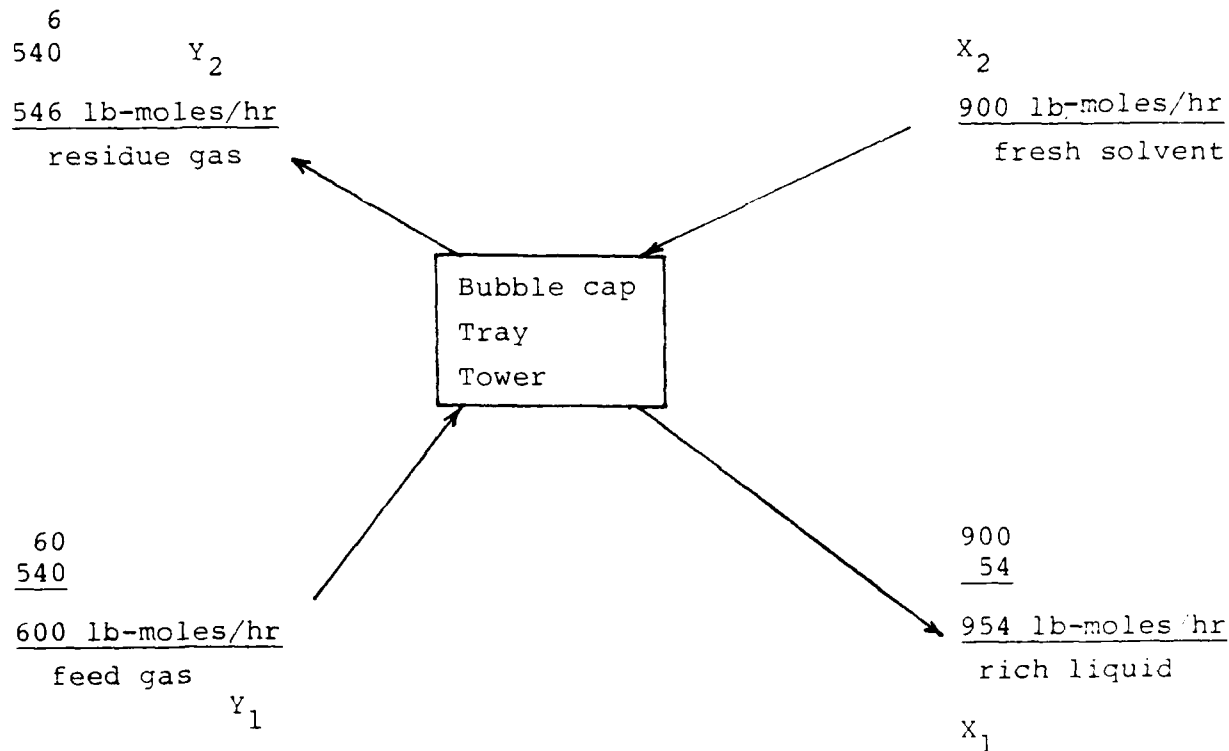 6
540 Y2
546 lb-moles/hr
residue gas
X2
900 lb-moles/hr
fresh solvent
Bubble cap
Tray
Tower
60
540
600 lb-moles/hr
feed gas
Y1
900
54
954 lb-moles/hr
rich liquid
X1